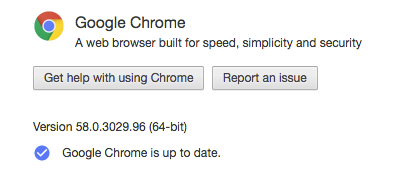 Google Chrome
A web browser built for speed, simplicity and security
Get help with using Chrome
Report an issue
Version 58.0.3029.96 (64-bit)
Google Chrome is up to date.